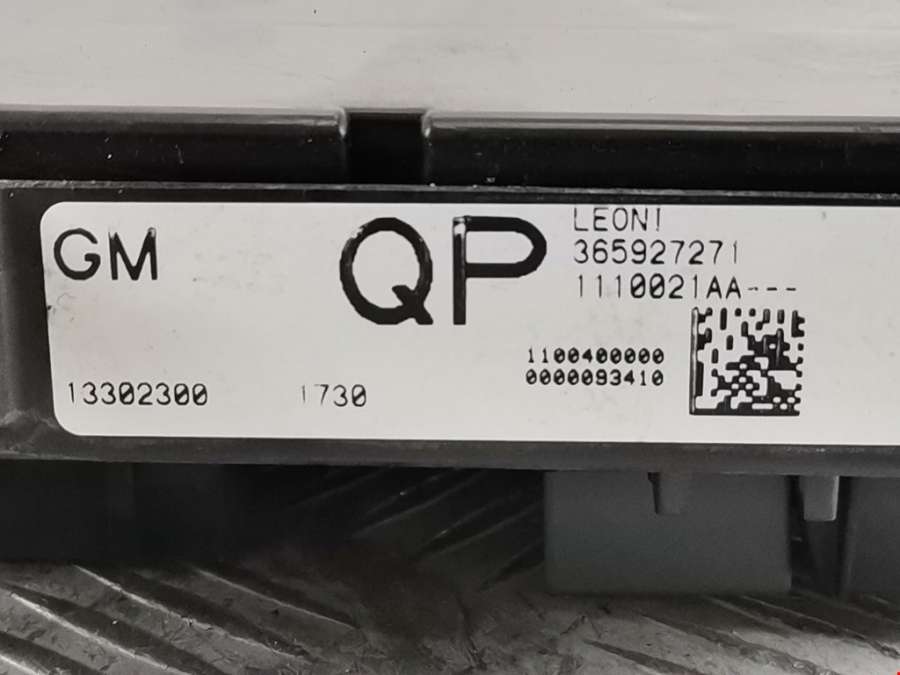 GM
QP
LEONI
365927271
1110021AA---
1100400000
0000093410
13302300
1730